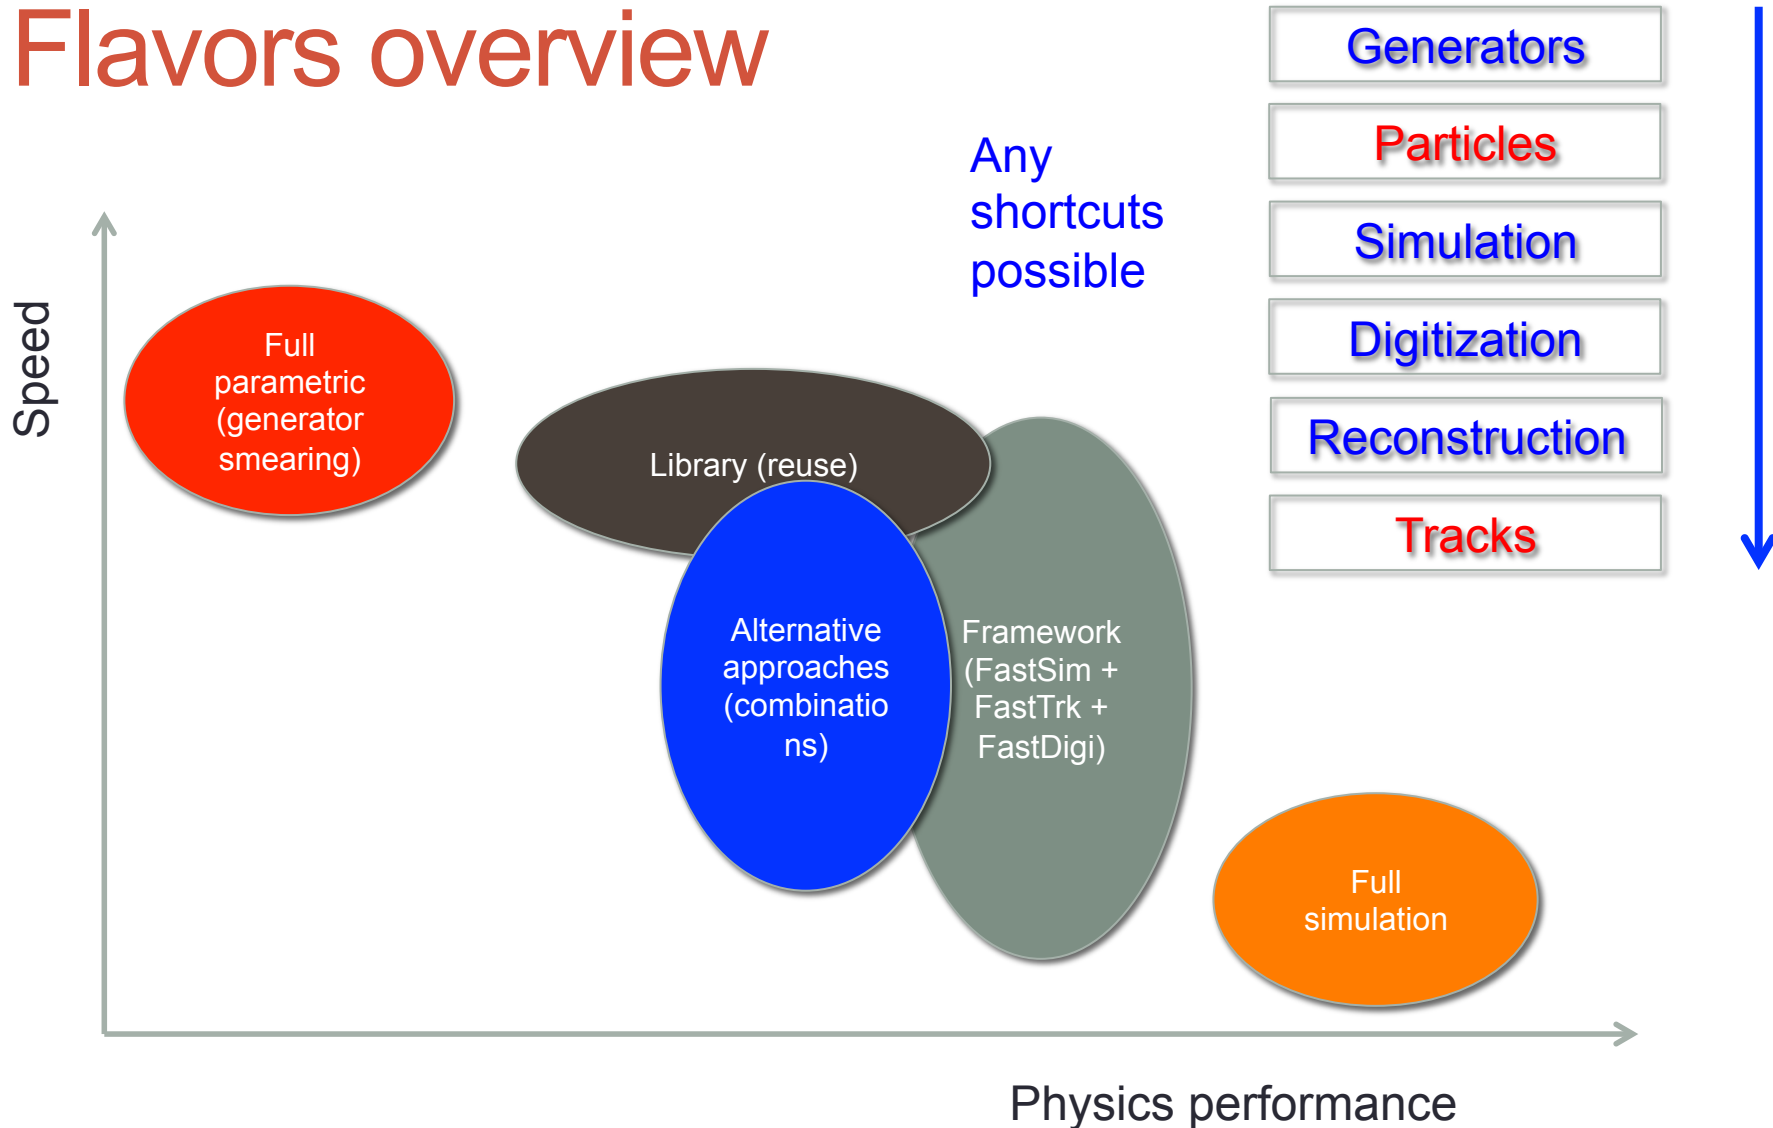 Flavors overview
Generators
Particles
Simulation
Digitization
Reconstruction
Tracks
Any
shortcuts
possible
Speed
Full
parametric
(generator
smearing)
Library (reuse)
Alternative
approaches
(combinatio
ns)
Framework
(FastSim +
FastTrk +
FastDigi)
Full
simulation
Physics performance